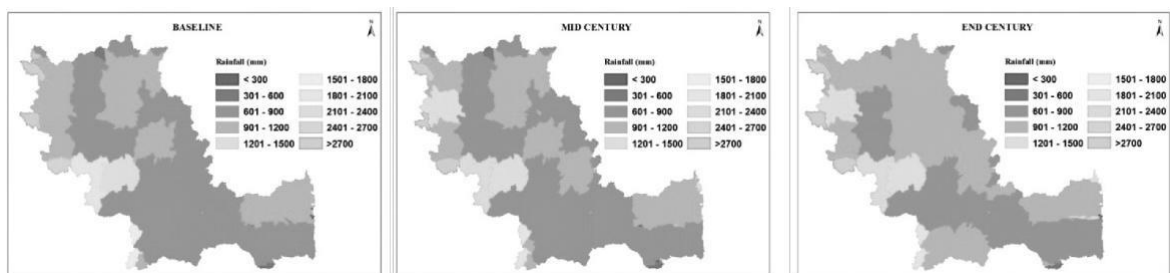 BASELINE
N
Rainfall (mm)
< 300
301 - 600
601 - 900
901 - 1200
1201 - 1500
1501 - 1800
1801 - 2100
2101 - 2400
2401 - 2700
>2700
MID CENTURY
N
Rainfall (mm)
< 300
301 - 600
601 - 900
901 - 1200
1201 - 1500
1501 - 1800
1801 - 2100
2101 - 2400
2401 - 2700
>2700
END CENTURY
N
Rainfall (mm)
< 300
301 - 600
601 - 900
901 - 1200
1201 - 1500
1501 - 1800
1801 - 2100
2101 - 2400
2401 - 2700
>2700